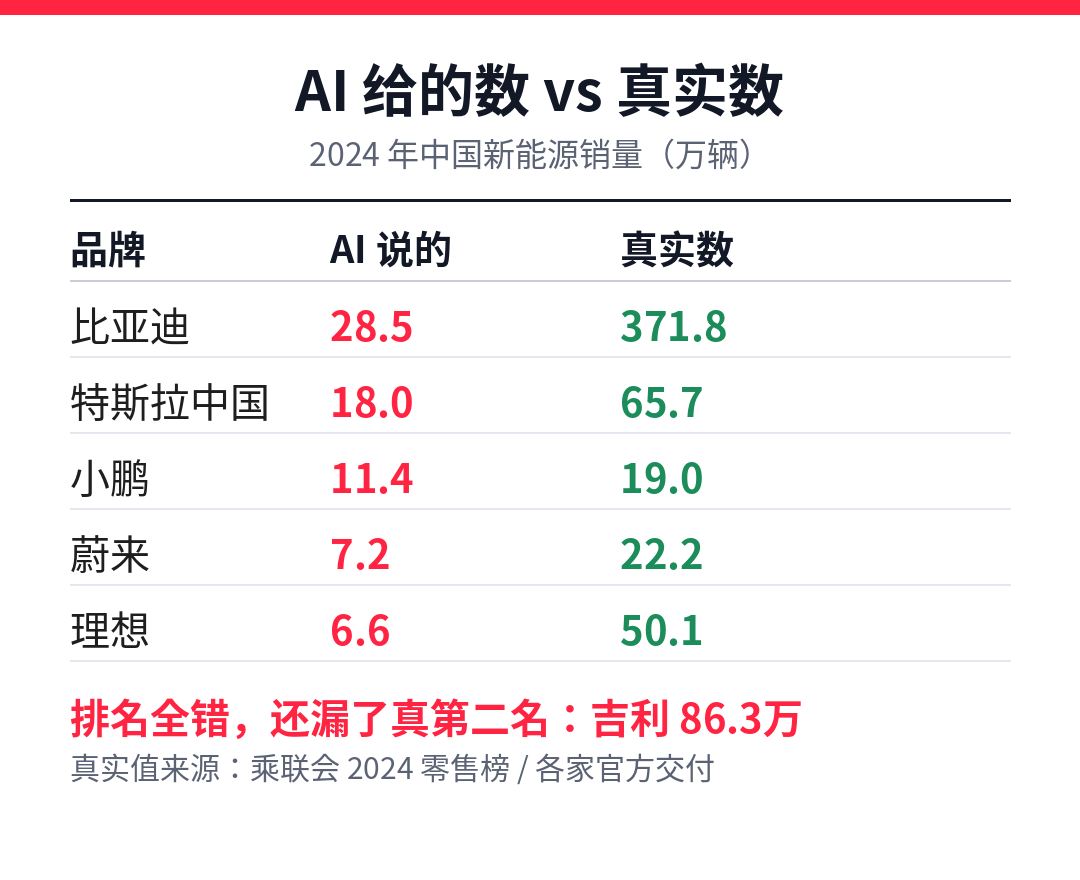 AI 给的数 vs 真实数
2024 年中国新能源销量（万辆）
品牌 AI 说的 真实数
比亚迪 28.5 371.8
特斯拉中国 18.0 65.7
小鹏 11.4 19.0
蔚来 7.2 22.2
理想 6.6 50.1
排名全错，还漏了真第二名：吉利 86.3万
真实值来源：乘联会 2024 零售榜 / 各家官方交付